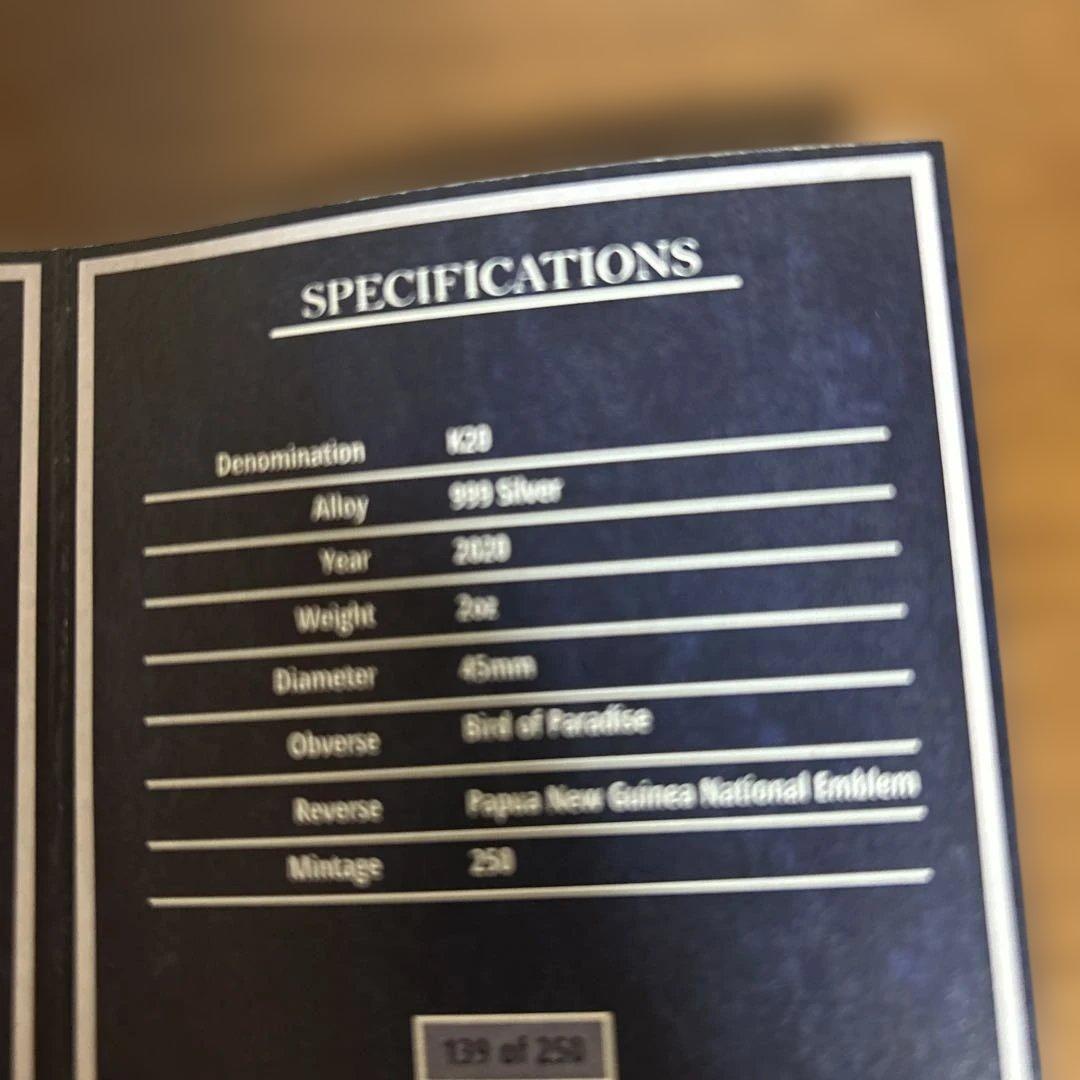 SPECIFICATIONS
Denomination K20
Alloy 999 Silver
Year 2020
Weight 2oz
Diameter 45mm
Obverse Bird of Paradise
Reverse Papua New Guinea National Emblem
Mintage 250
139 of 250